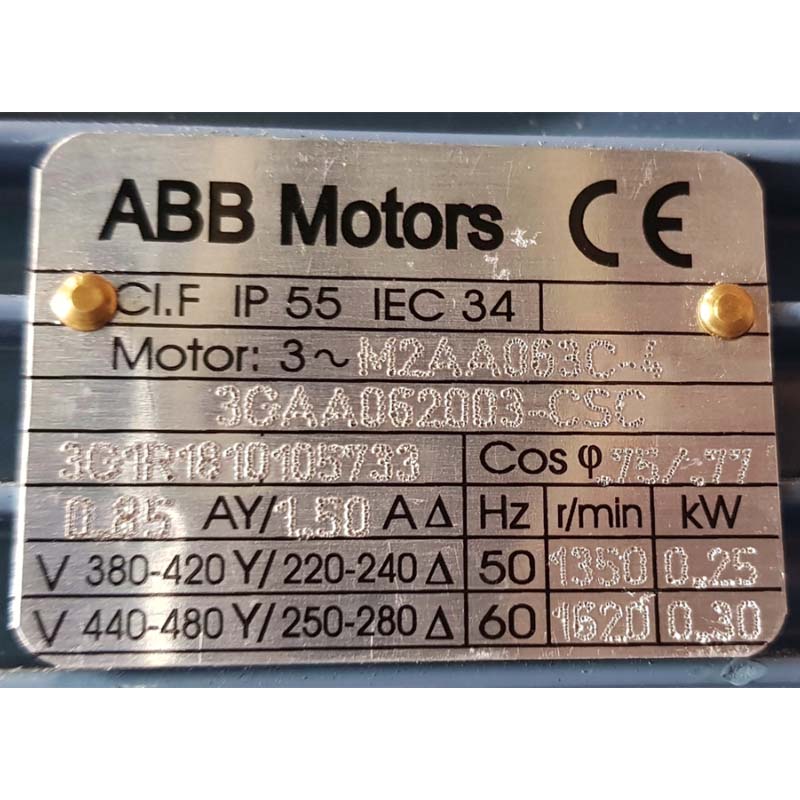 ABB Motors CE
Cl.F IP 55 IEC 34
Motor: 3~ M2AA063C-4
3GAA062003-CSC
3G1R1810105733 Cos φ .75/.77
0.85 AY/1.50 A Δ Hz r/min kW
V 380-420 Y/ 220-240 Δ 50 1350 0.25
V 440-480 Y/ 250-280 Δ 60 1620 0.30